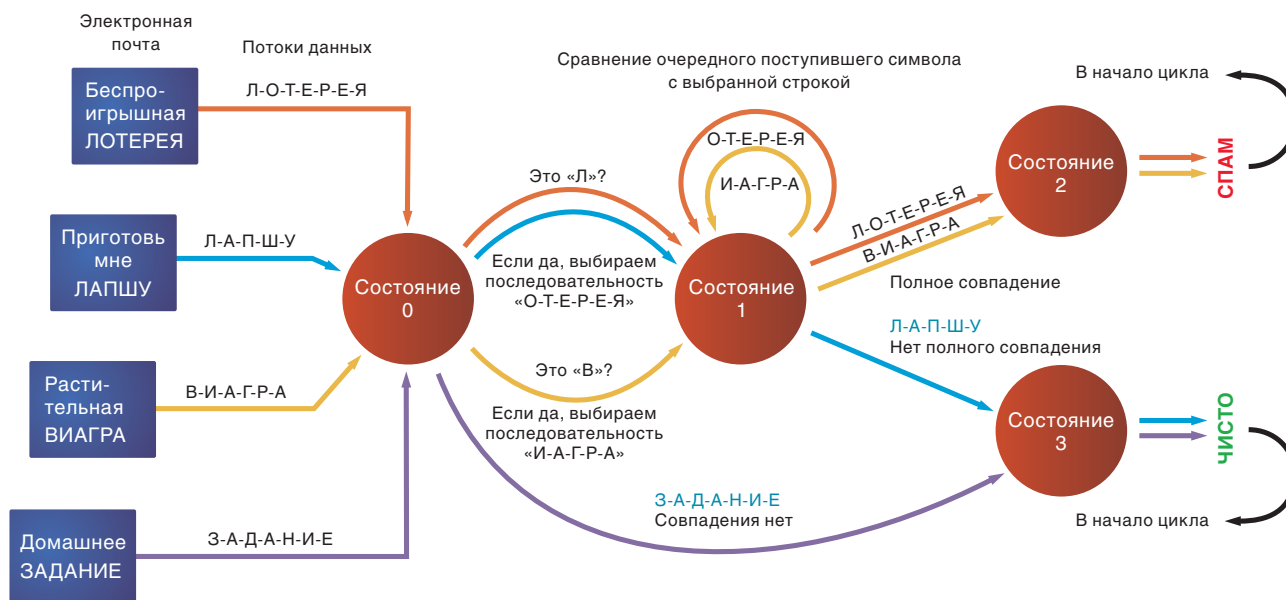 Электронная
почта
Потоки данных
Беспро-
игрышная
ЛОТЕРЕЯ
Л-О-Т-Е-Р-Е-Я
Приготовь
мне
ЛАПШУ
Л-А-П-Ш-У
Расти-
тельная
ВИАГРА
В-И-А-Г-Р-А
Домашнее
ЗАДАНИЕ
З-А-Д-А-Н-И-Е
Состояние
0
Это «Л»?
Если да, выбираем
последовательность
«О-Т-Е-Р-Е-Я»
Это «В»?
Если да, выбираем
последовательность
«И-А-Г-Р-А»
Сравнение очередного поступившего символа
с выбранной строкой
О-Т-Е-Р-Е-Я
И-А-Г-Р-А
Состояние
1
Л-О-Т-Е-Р-Е-Я
В-И-А-Г-Р-А
Полное совпадение
Л-А-П-Ш-У
Нет полного совпадения
З-А-Д-А-Н-И-Е
Совпадения нет
В начало цикла
Состояние
2
СПАМ
Состояние
3
ЧИСТО
В начало цикла